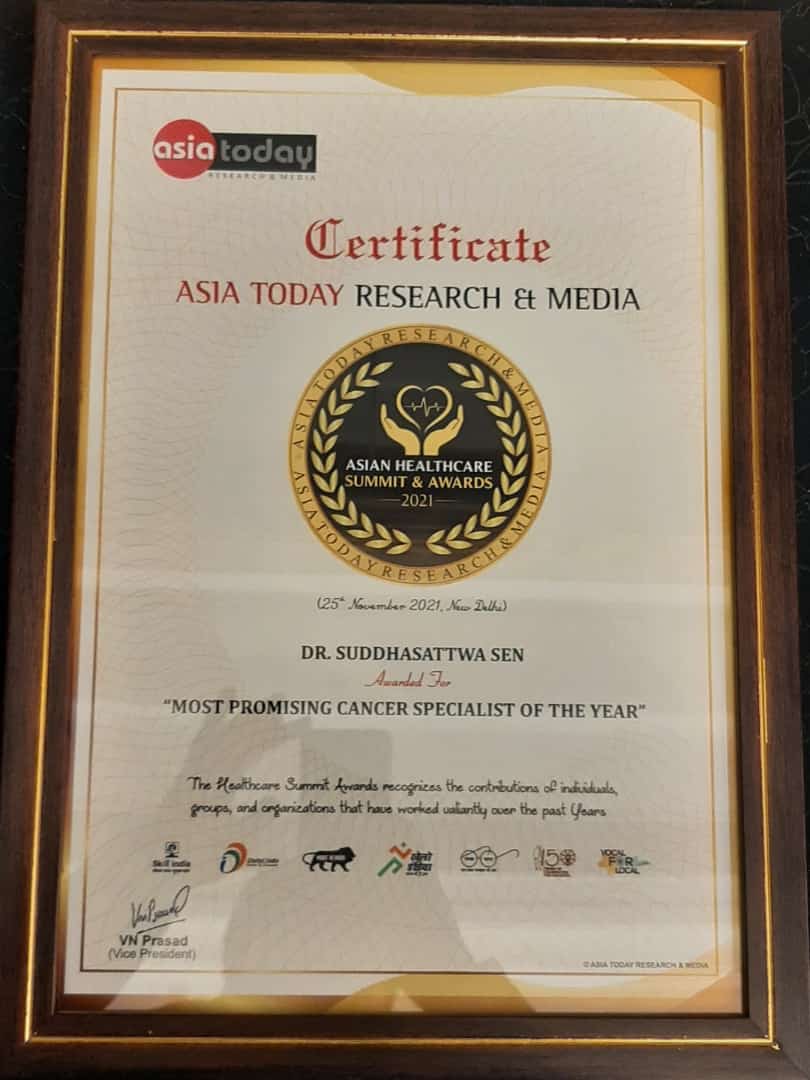 asia today
RESEARCH & MEDIA
Certificate
ASIA TODAY RESEARCH & MEDIA
ASIA TODAY RESEARCH & MEDIA
ASIAN HEALTHCARE
SUMMIT & AWARDS
2021
ASIA TODAY RESEARCH & MEDIA
(25th November 2021, New Delhi)
DR. SUDDHASATTWA SEN
Awarded For
"MOST PROMISING CANCER SPECIALIST OF THE YEAR"
The Healthcare Summit Awards recognizes the contributions of individuals,
groups, and organizations that have worked valiantly over the past Years
Skill India
Digital India
खेलो
इंडिया
150
VOCAL
FOR
LOCAL
VN Prasad
(Vice President)
© ASIA TODAY RESEARCH & MEDIA